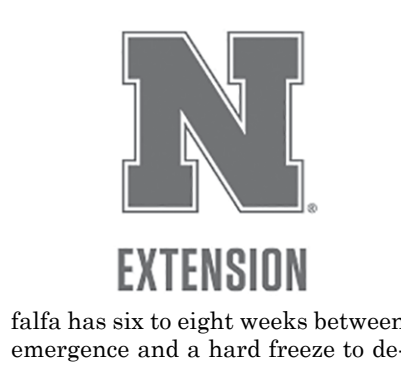 N®
EXTENSION
falfa has six to eight weeks between
emergence and a hard freeze to de-